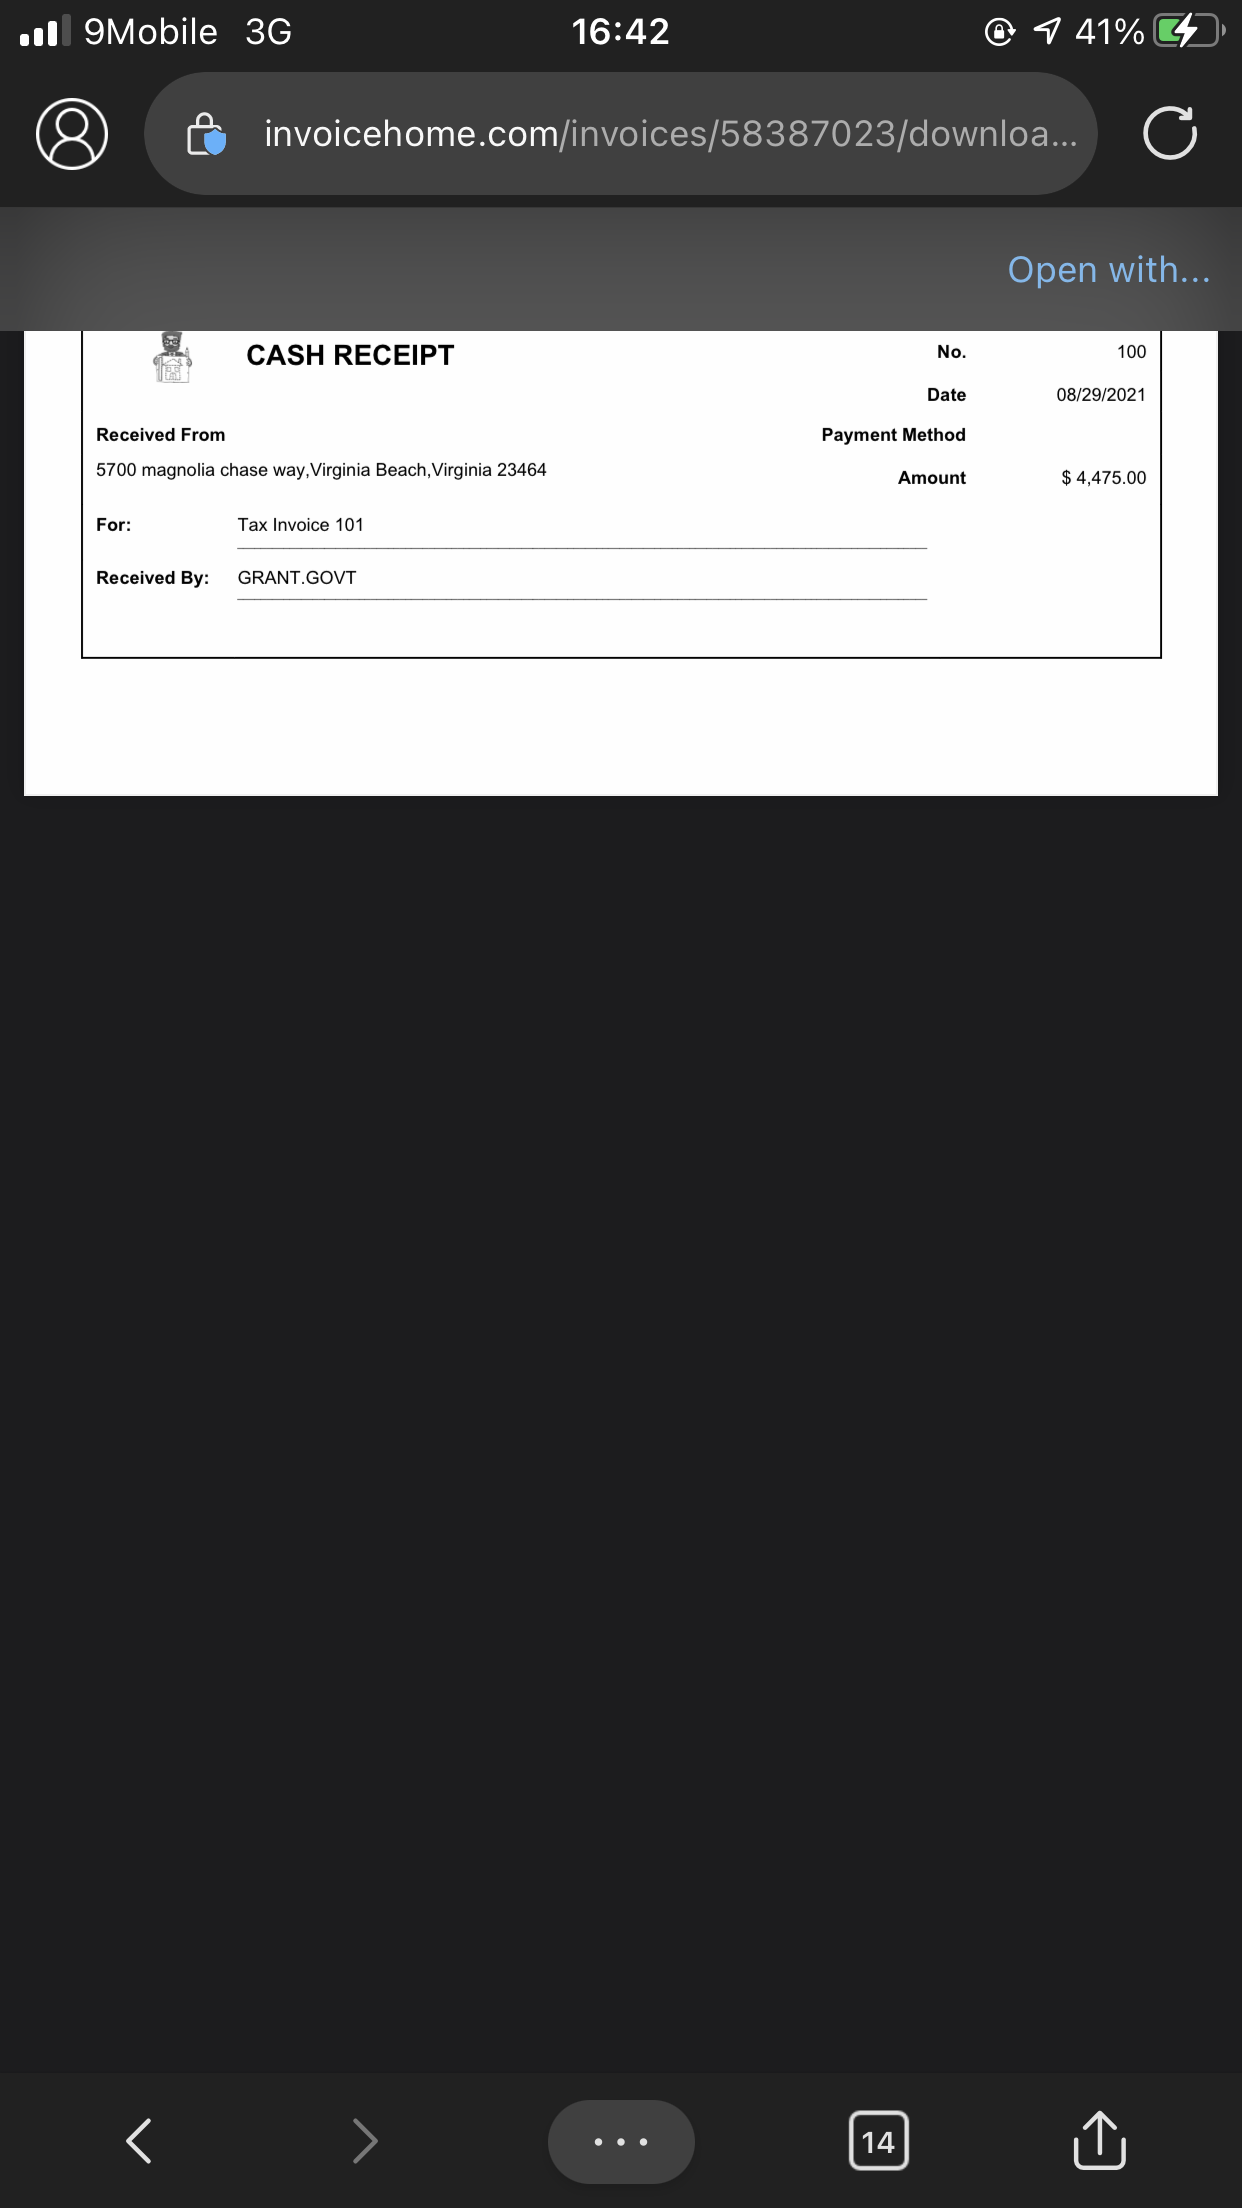 9Mobile 3G 16:42 41%
invoicehome.com/invoices/58387023/downloa...
Open with...
CASH RECEIPT
No. 100
Date 08/29/2021
Received From
Payment Method
5700 magnolia chase way,Virginia Beach,Virginia 23464
Amount $ 4,475.00
For: Tax Invoice 101
Received By: GRANT.GOVT
14